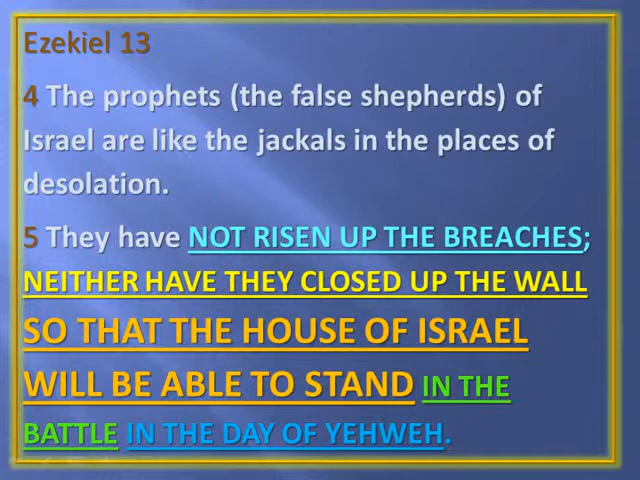 Ezekiel 13
4 The prophets (the false shepherds) of
Israel are like the jackals in the places of
desolation.
5 They have NOT RISEN UP THE BREACHES;
NEITHER HAVE THEY CLOSED UP THE WALL
SO THAT THE HOUSE OF ISRAEL
WILL BE ABLE TO STAND IN THE
BATTLE IN THE DAY OF YEHWEH.